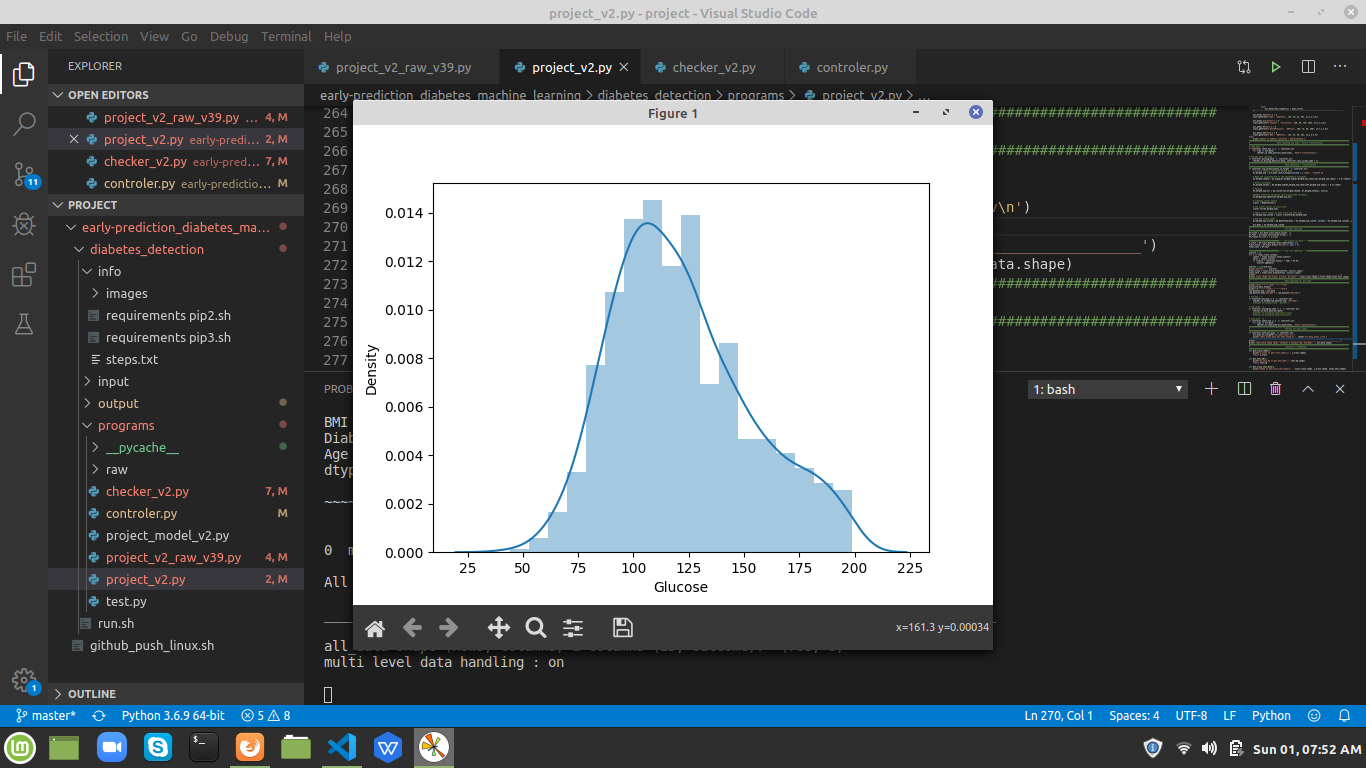 project_v2.py - project - Visual Studio Code
File Edit Selection View Go Debug Terminal Help
EXPLORER
project_v2_raw_v39.py project_v2.py checker_v2.py controler.py
OPEN EDITORS
project_v2_raw_v39.py ... 4, M
project_v2.py early-predi... 2, M
checker_v2.py early-pred... 7, M
controler.py early-predictio... M
PROJECT
early-prediction_diabetes_ma...
diabetes_detection
info
images
requirements pip2.sh
requirements pip3.sh
steps.txt
input
output
programs
__pycache__
raw
checker_v2.py 7, M
controler.py M
project_model_v2.py
project_v2_raw_v39.py 4, M
project_v2.py 2, M
test.py
run.sh
github_push_linux.sh
OUTLINE
11
1
early-prediction_diabetes_machine_learning > diabetes_detection > programs > project_v2.py > ...
264
265
266
267
268
269 \n')
270
271 ')
272 ata.shape)
273
274
275
276
277
Figure 1
0.014
0.012
0.010
0.008
0.006
0.004
0.002
0.000
Density
25 50 75 100 125 150 175 200 225
Glucose
x=161.3 y=0.00034
PROB
1: bash
BMI
Diab
Age
dtyp
~~~~
0 m
All
multi level data handling : on
master* Python 3.6.9 64-bit 5 8 Ln 270, Col 1 Spaces: 4 UTF-8 LF Python
Sun 01, 07:52 AM